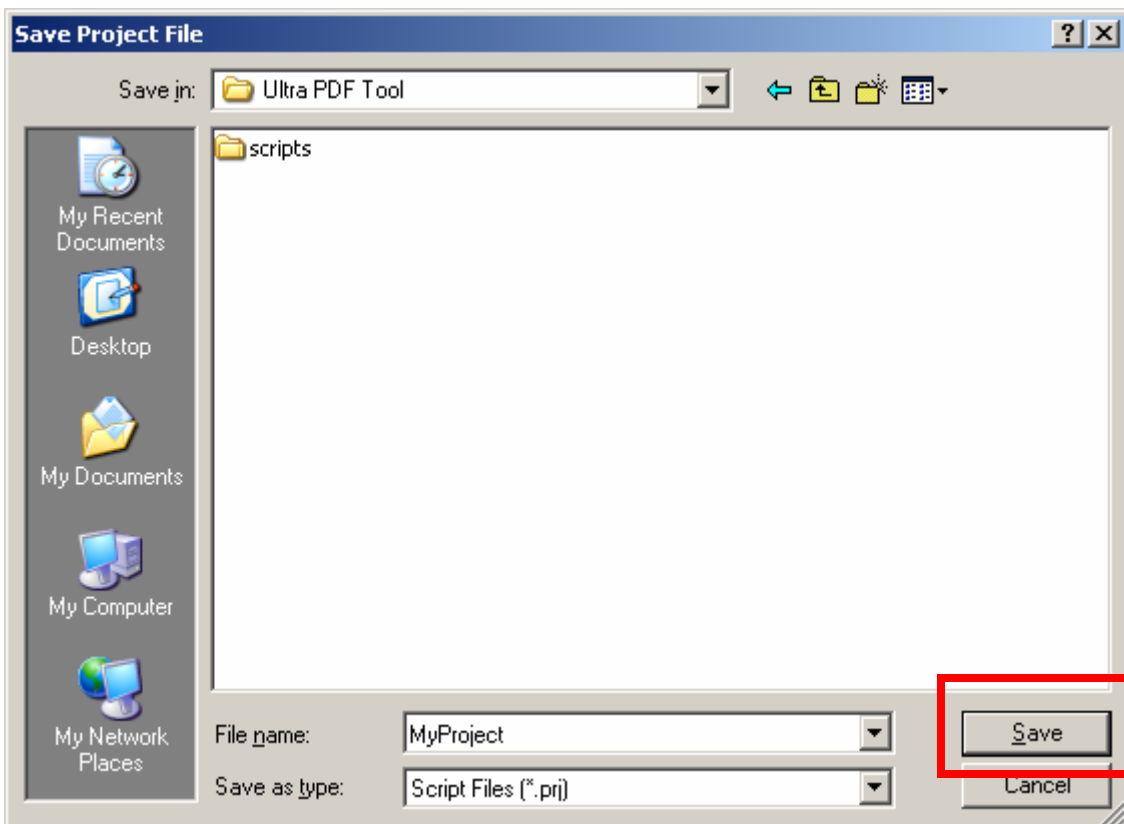 Save Project File
Save in: Ultra PDF Tool
scripts
My Recent
Documents
Desktop
My Documents
My Computer
My Network
Places
File name: MyProject Save
Save as type: Script Files (*.prj) Cancel